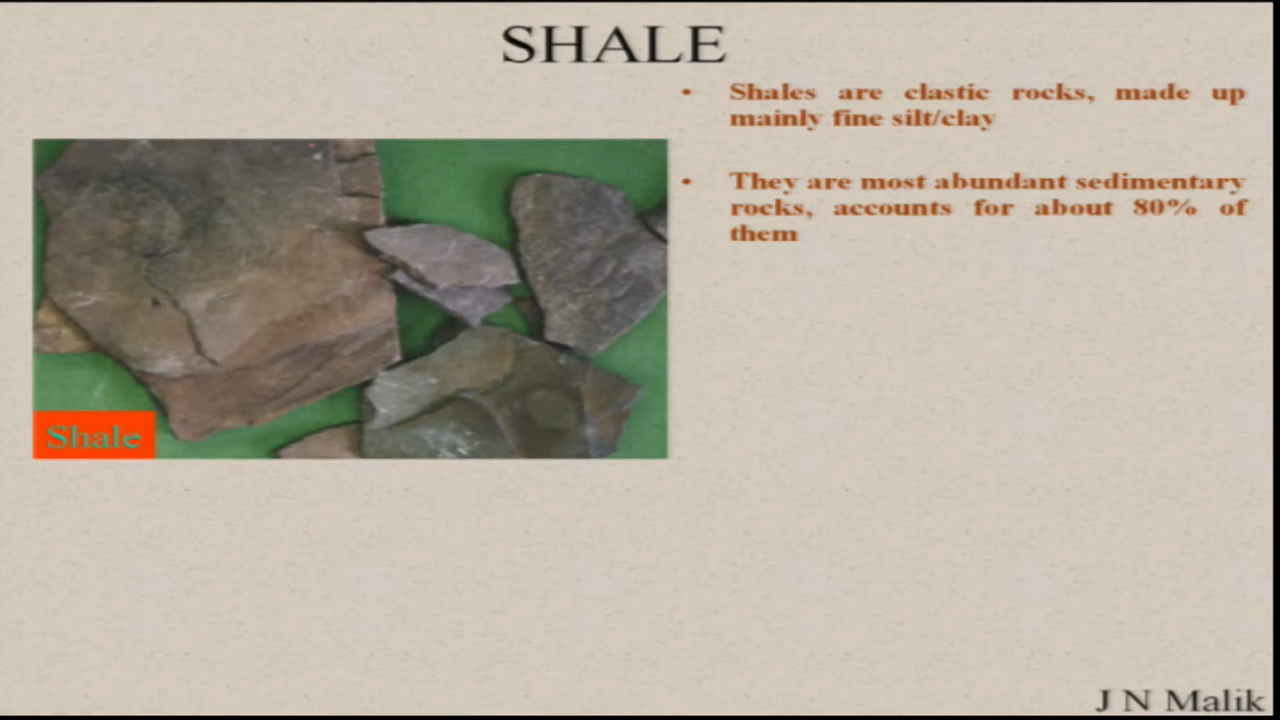 SHALE
• Shales are clastic rocks, made up
mainly fine silt/clay
• They are most abundant sedimentary
rocks, accounts for about 80% of
them
Shale
J N Malik